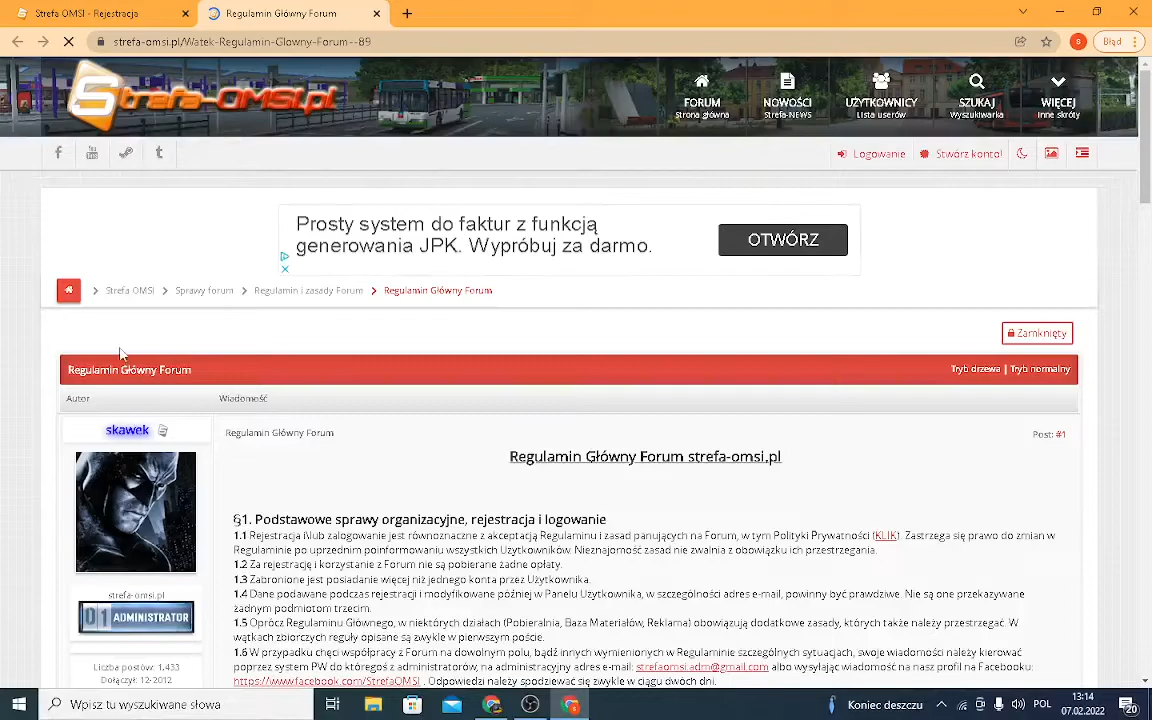 Strefa OMSI - Rejestracja
Regulamin Główny Forum
strefa-omsi.pl/Watek-Regulamin-Glowny-Forum--89
8
Błąd
Strefa-OMSI.pl
FORUM
Strona główna
NOWOŚCI
Strefa-NEWS
UŻYTKOWNICY
Lista userów
SZUKAJ
Wyszukiwarka
WIĘCEJ
Inne skróty
Logowanie
Stwórz konto!
Prosty system do faktur z funkcją
generowania JPK. Wypróbuj za darmo.
OTWÓRZ
Strefa OMSI
Sprawy forum
Regulamin i zasady Forum
Regulamin Główny Forum
Zamknięty
Regulamin Główny Forum
Tryb drzewa | Tryb normalny
Autor
Wiadomość
skawek
Regulamin Główny Forum
Post: #1
Regulamin Główny Forum strefa-omsi.pl
§1. Podstawowe sprawy organizacyjne, rejestracja i logowanie
1.1 Rejestracja i\lub zalogowanie jest równoznaczne z akceptacją Regulaminu i zasad panujących na Forum, w tym Polityki Prywatności (KLIK). Zastrzega się prawo do zmian w
Regulaminie po uprzednim poinformowaniu wszystkich Użytkowników. Nieznajomość zasad nie zwalnia z obowiązku ich przestrzegania.
1.2 Za rejestrację i korzystanie z Forum nie są pobierane żadne opłaty.
1.3 Zabronione jest posiadanie więcej niż jednego konta przez Użytkownika.
1.4 Dane podawane podczas rejestracji i modyfikowane później w Panelu Użytkownika, w szczególności adres e-mail, powinny być prawdziwe. Nie są one przekazywane
żadnym podmiotom trzecim.
1.5 Oprócz Regulaminu Głównego, w niektórych działach (Pobieralnia, Baza Materiałów, Reklama) obowiązują dodatkowe zasady, których także należy przestrzegać. W
wątkach zbiorczych reguły opisane są zwykle w pierwszym poście.
1.6 W przypadku chęci współpracy z Forum na dowolnym polu, bądź innych wymienionych w Regulaminie szczególnych sytuacjach, swoje wiadomości należy kierować
poprzez system PW do któregoś z administratorów, na administracyjny adres e-mail: strefaomsi.adm@gmail.com albo wysyłając wiadomość na nasz profil na Facebooku:
https://www.facebook.com/StrefaOMSI . Odpowiedzi należy spodziewać się zwykle w ciągu dwóch dni.
strefa-omsi.pl
01 ADMINISTRATOR
Liczba postów: 1,433
Dołączył: 12-2012
Wpisz tu wyszukiwane słowa
Koniec deszczu
POL
13:14
07.02.2022
20